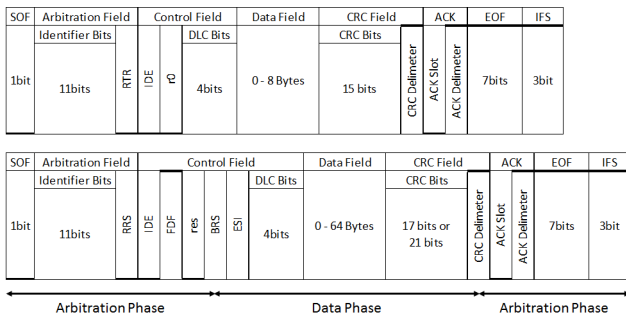 SOF Arbitration Field Control Field Data Field CRC Field ACK EOF IFS
Identifier Bits DLC Bits CRC Bits
1bit 11bits RTR IDE r0 4bits 0 - 8 Bytes 15 bits CRC Delimeter ACK Slot ACK Delimeter 7bits 3bit
SOF Arbitration Field Control Field Data Field CRC Field ACK EOF IFS
Identifier Bits DLC Bits CRC Bits
1bit 11bits RRS IDE FDF res BRS ESI 4bits 0 - 64 Bytes 17 bits or 21 bits CRC Delimeter ACK Slot ACK Delimeter 7bits 3bit
Arbitration Phase Data Phase Arbitration Phase